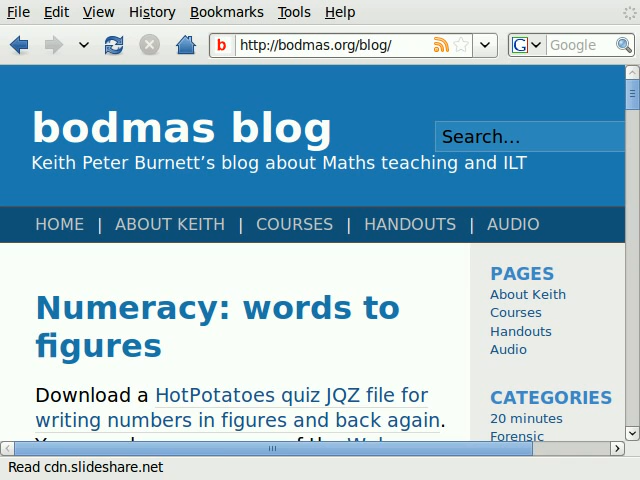 File Edit View History Bookmarks Tools Help
b http://bodmas.org/blog/ G Google
bodmas blog
Search...
Keith Peter Burnett's blog about Maths teaching and ILT
HOME | ABOUT KEITH | COURSES | HANDOUTS | AUDIO
Numeracy: words to
figures
Download a HotPotatoes quiz JQZ file for
writing numbers in figures and back again.
PAGES
About Keith
Courses
Handouts
Audio
CATEGORIES
20 minutes
Forensic
Read cdn.slideshare.net